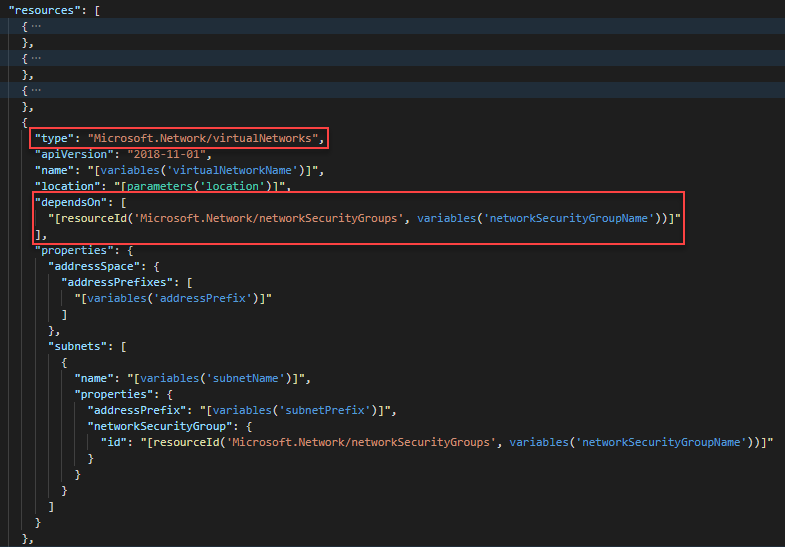 "resources": [
{ ...
},
{ ...
},
{ ...
},
{
"type": "Microsoft.Network/virtualNetworks",
"apiVersion": "2018-11-01",
"name": "[variables('virtualNetworkName')]",
"location": "[parameters('location')]",
"dependsOn": [
"[resourceId('Microsoft.Network/networkSecurityGroups', variables('networkSecurityGroupName'))]"
],
"properties": {
"addressSpace": {
"addressPrefixes": [
"[variables('addressPrefix')]"
]
},
"subnets": [
{
"name": "[variables('subnetName')]",
"properties": {
"addressPrefix": "[variables('subnetPrefix')]",
"networkSecurityGroup": {
"id": "[resourceId('Microsoft.Network/networkSecurityGroups', variables('networkSecurityGroupName'))]"
}
}
}
]
}
},